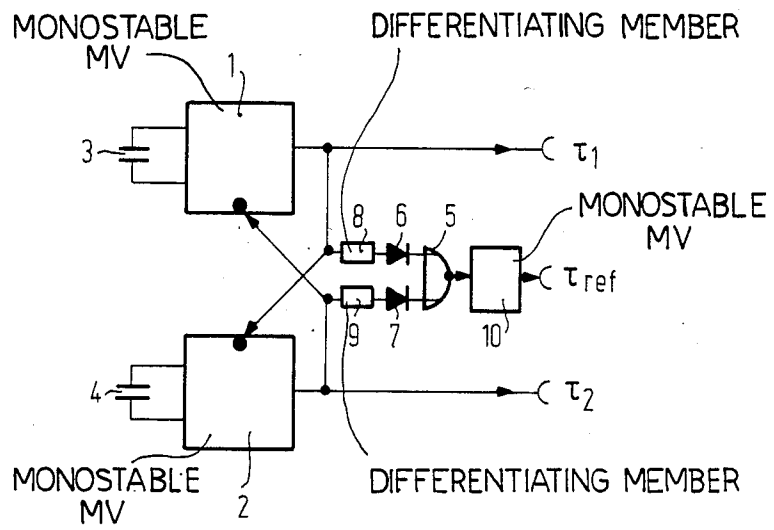 MONOSTABLE
MV
DIFFERENTIATING MEMBER
1
3
τ1
8
6
5
MONOSTABLE
MV
τref
9
7
10
4
τ2
MONOSTABLE
MV
2
DIFFERENTIATING MEMBER